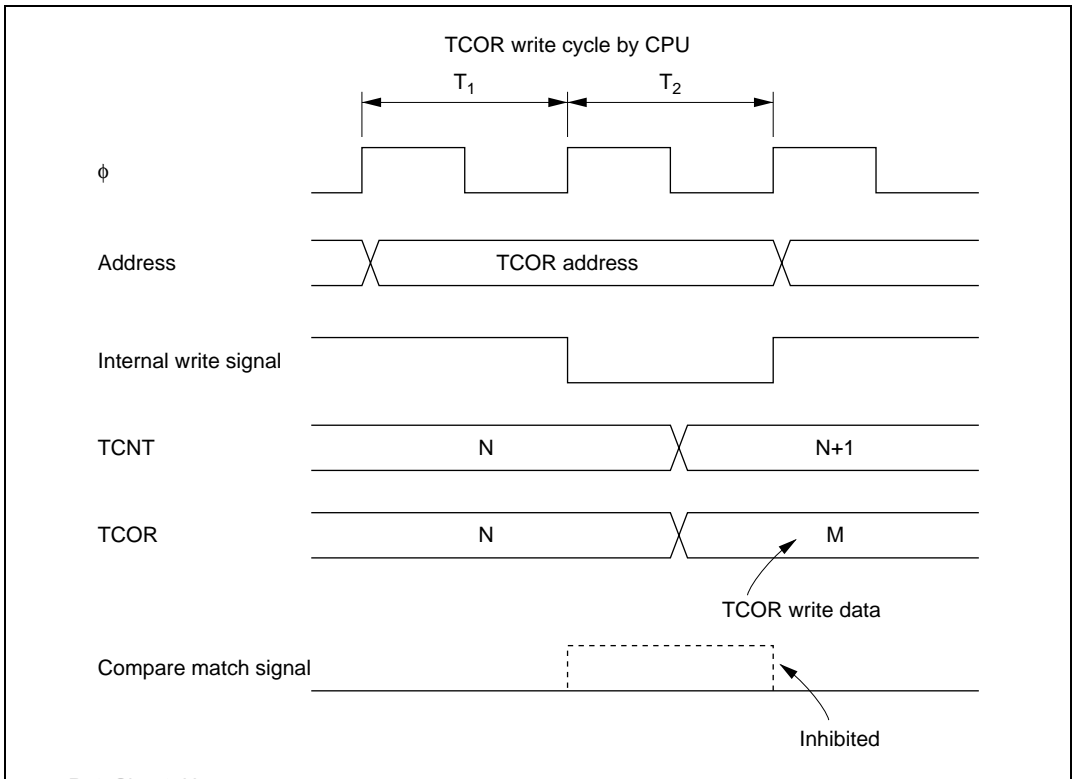 TCOR write cycle by CPU
T1 T2
ϕ
Address TCOR address
Internal write signal
TCNT N N+1
TCOR N M
TCOR write data
Compare match signal
Inhibited